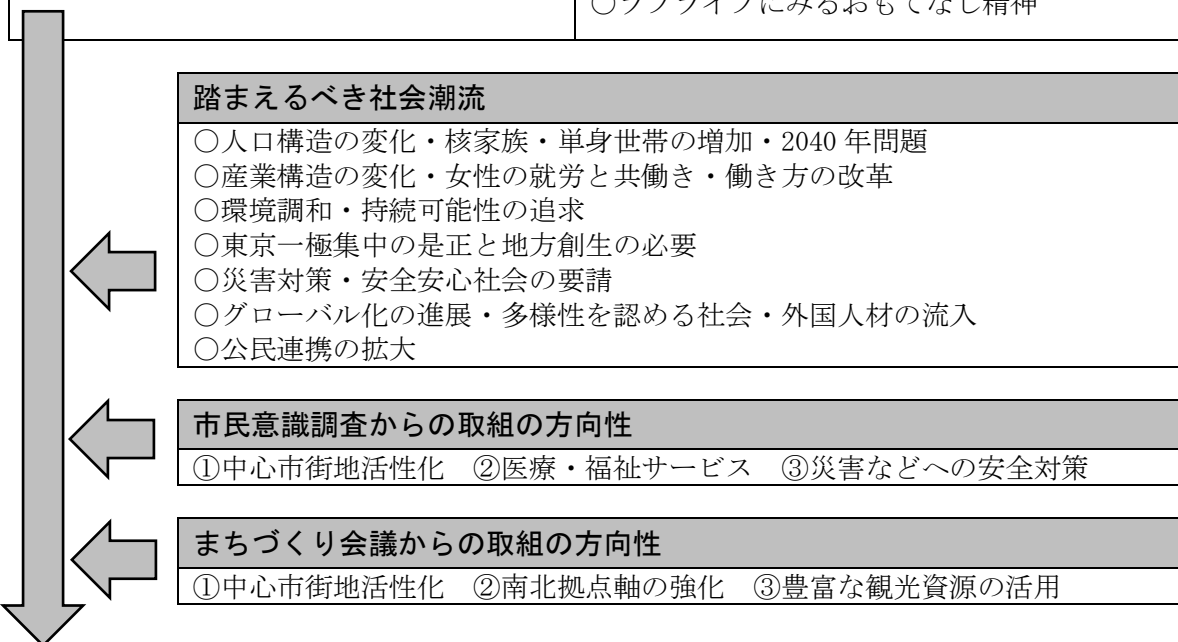 にみるおもてなし精神
踏まえるべき社会潮流
○人口構造の変化・核家族・単身世帯の増加・2040 年問題
○産業構造の変化・女性の就労と共働き・働き方の改革
○環境調和・持続可能性の追求
○東京一極集中の是正と地方創生の必要
○災害対策・安全安心社会の要請
○グローバル化の進展・多様性を認める社会・外国人材の流入
○公民連携の拡大
市民意識調査からの取組の方向性
①中心市街地活性化　②医療・福祉サービス　③災害などへの安全対策
まちづくり会議からの取組の方向性
①中心市街地活性化　②南北拠点軸の強化　③豊富な観光資源の活用